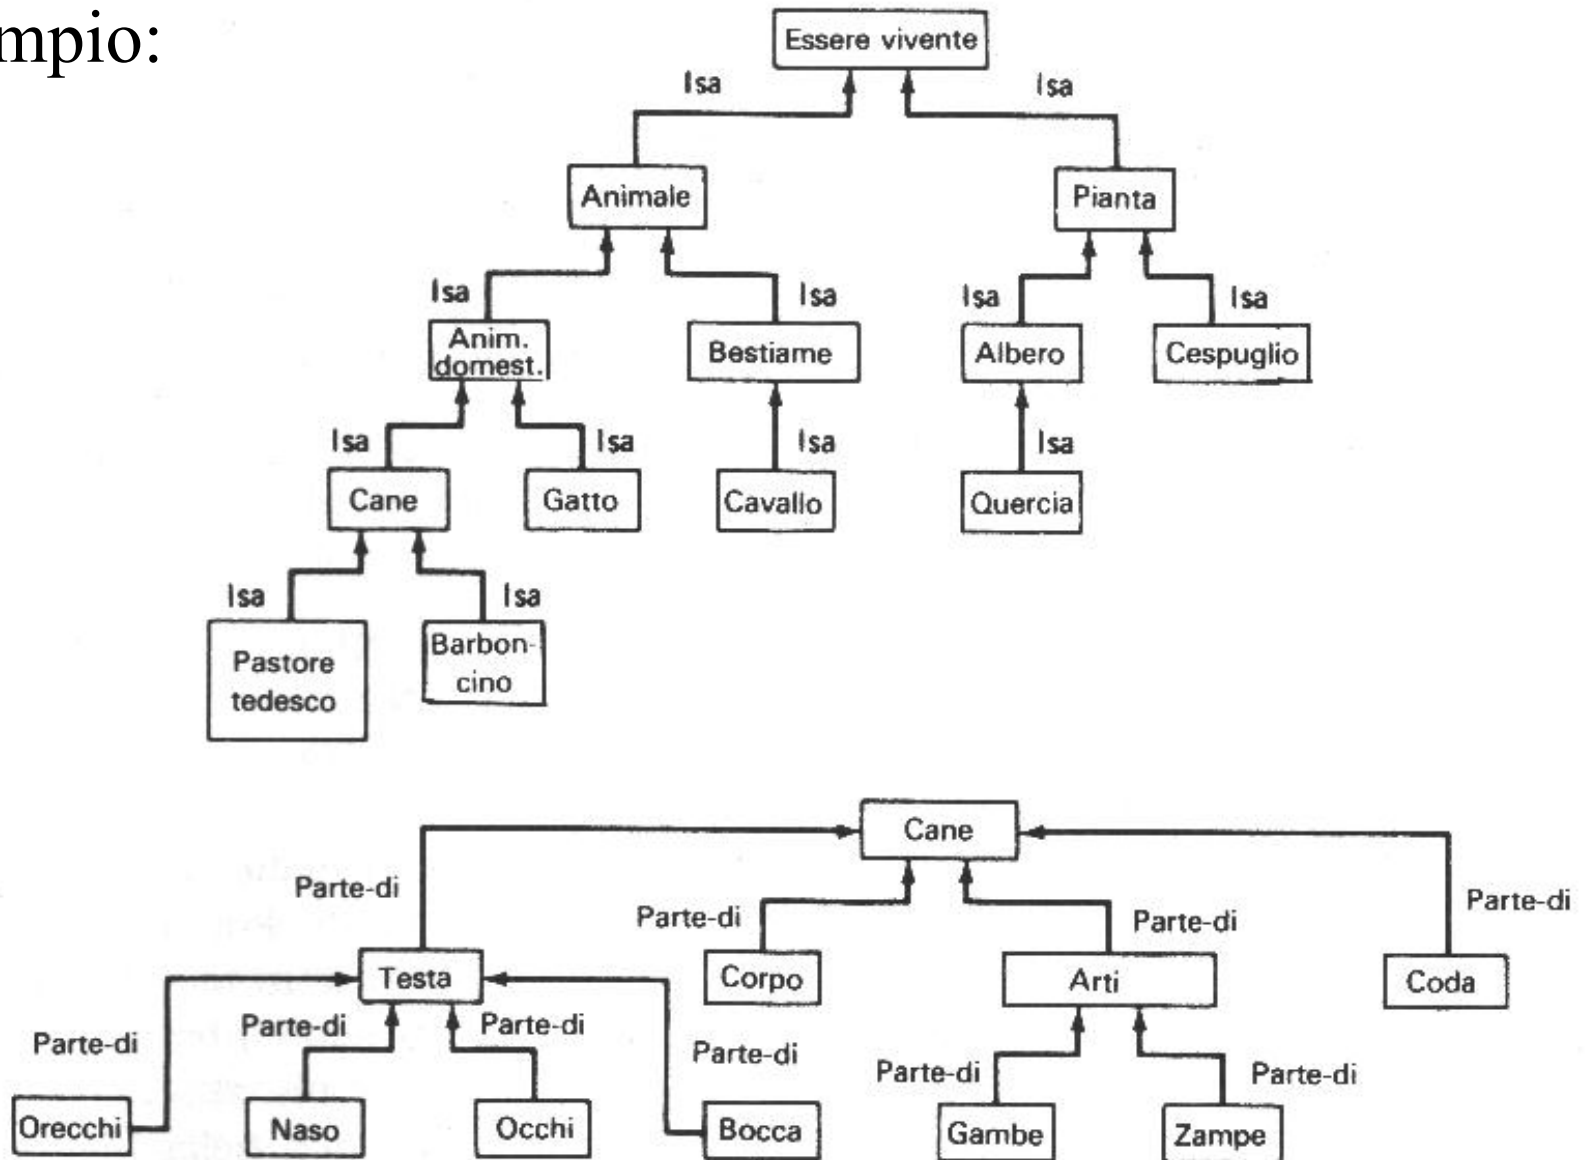 mpio:
Essere vivente
Isa
Isa
Animale
Pianta
Isa
Isa
Isa
Isa
Anim.
domest.
Bestiame
Albero
Cespuglio
Isa
Isa
Isa
Isa
Cane
Gatto
Cavallo
Quercia
Isa
Isa
Pastore
tedesco
Barbon-
cino
Cane
Parte-di
Parte-di
Parte-di
Parte-di
Testa
Corpo
Arti
Coda
Parte-di
Parte-di
Parte-di
Parte-di
Parte-di
Parte-di
Orecchi
Naso
Occhi
Bocca
Gambe
Zampe